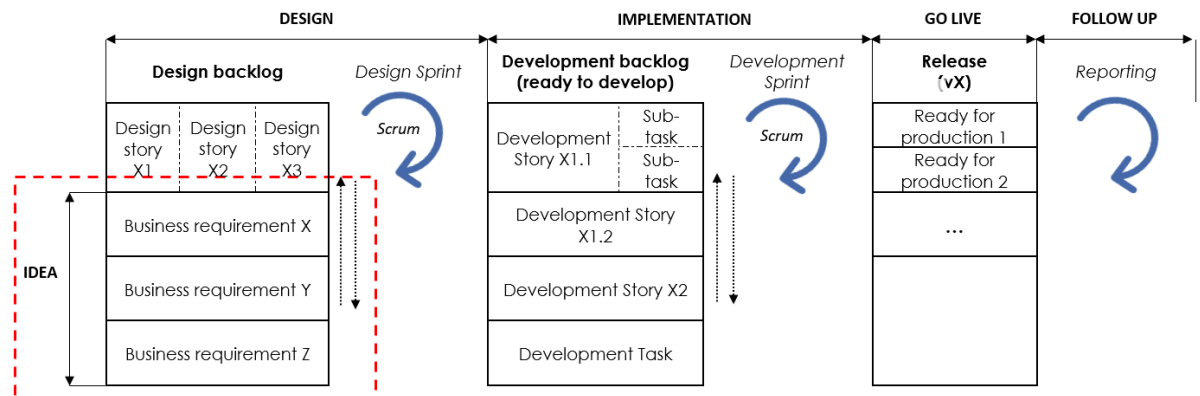 DESIGN
IMPLEMENTATION
GO LIVE
FOLLOW UP
Design backlog
Design Sprint
Development backlog
(ready to develop)
Development
Sprint
Release
(vX)
Reporting
Design
story
X1
Design
story
X2
Design
story
X3
Scrum
Development
Story X1.1
Sub-
task
Sub-
task
Scrum
Ready for
production 1
Ready for
production 2
IDEA
Business requirement X
Business requirement Y
Business requirement Z
Development Story
X1.2
Development Story X2
Development Task
...